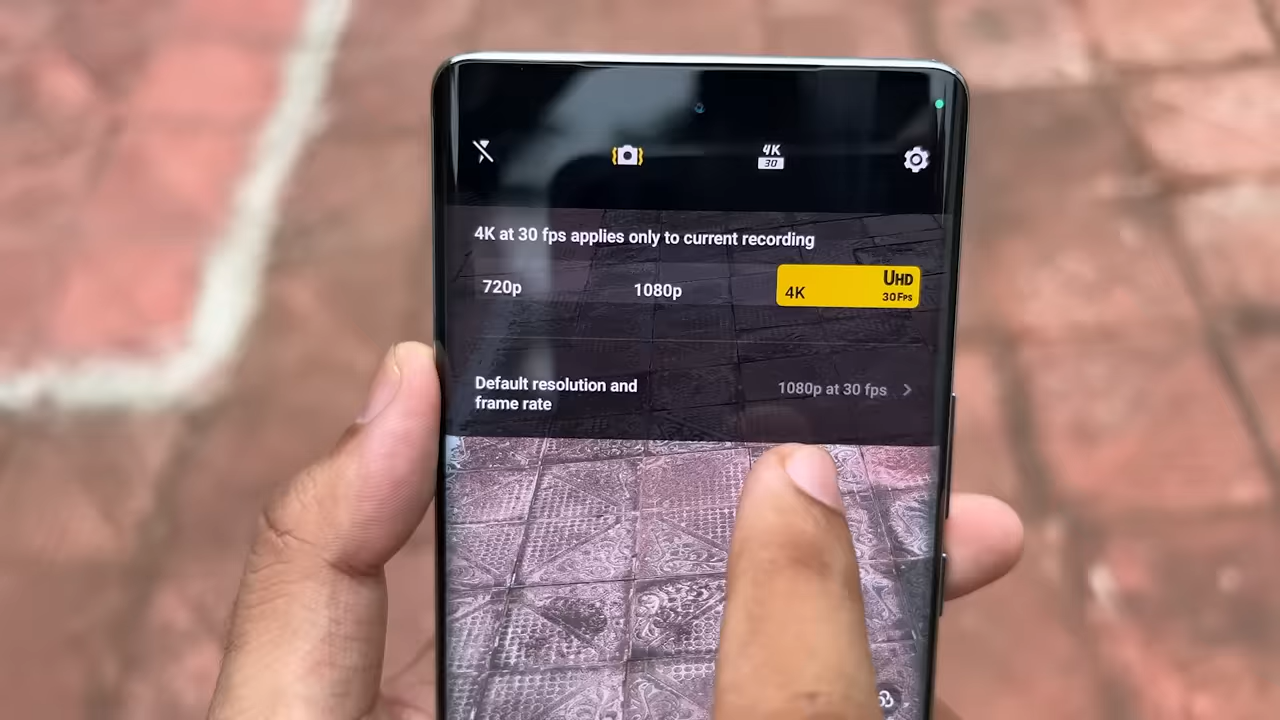 4K
30
4K at 30 fps applies only to current recording
720p
1080p
4K
UHD
30FPS
Default resolution and
frame rate
1080p at 30 fps